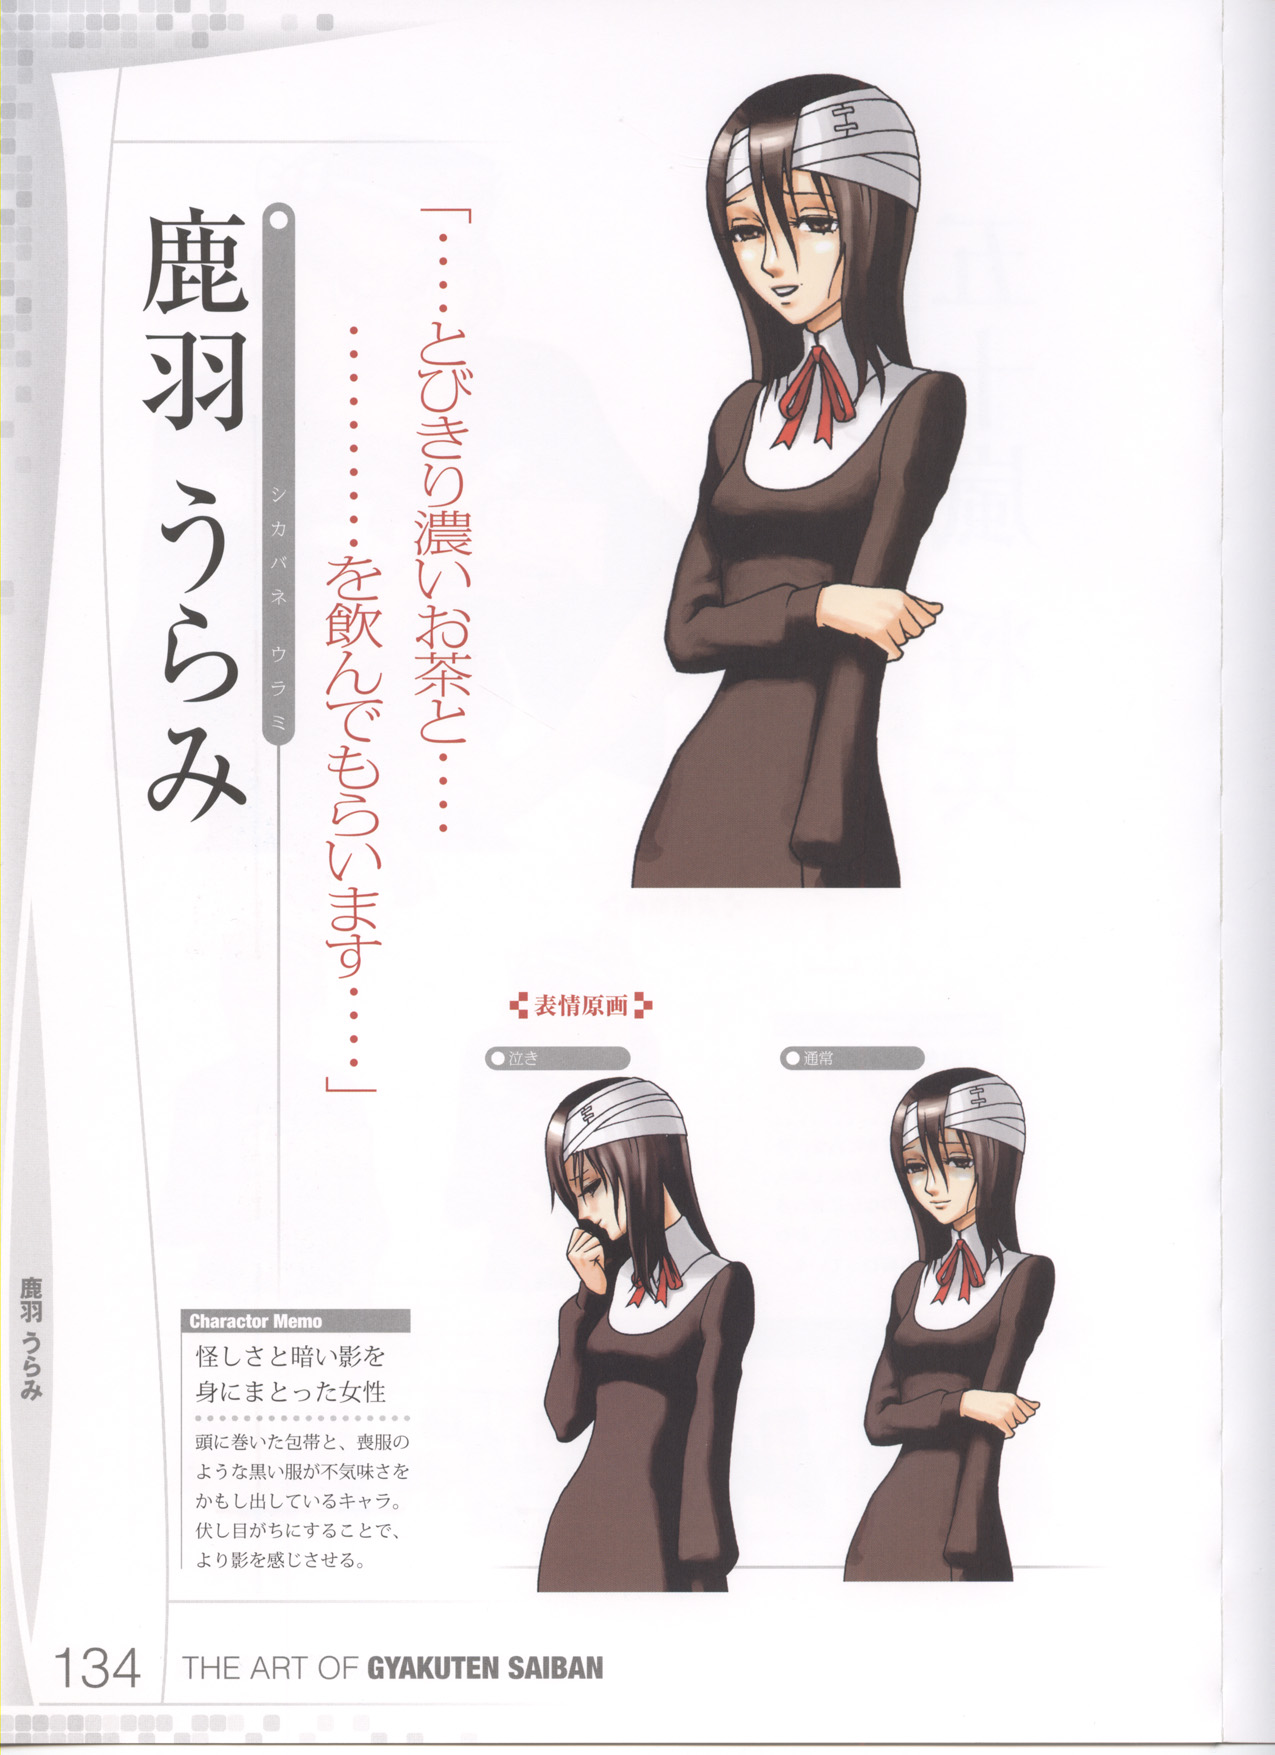 鹿羽 うらみ
シカバネ ウラミ
「‥‥とびきり濃いお茶と‥‥
‥‥‥‥‥を飲んでもらいます‥‥」
表情原画
泣き
通常
Charactor Memo
怪しさと暗い影を
身にまとった女性
頭に巻いた包帯と、喪服の
ような黒い服が不気味さを
かもし出しているキャラ。
伏し目がちにすることで、
より影を感じさせる。
鹿羽 うらみ
134 THE ART OF GYAKUTEN SAIBAN